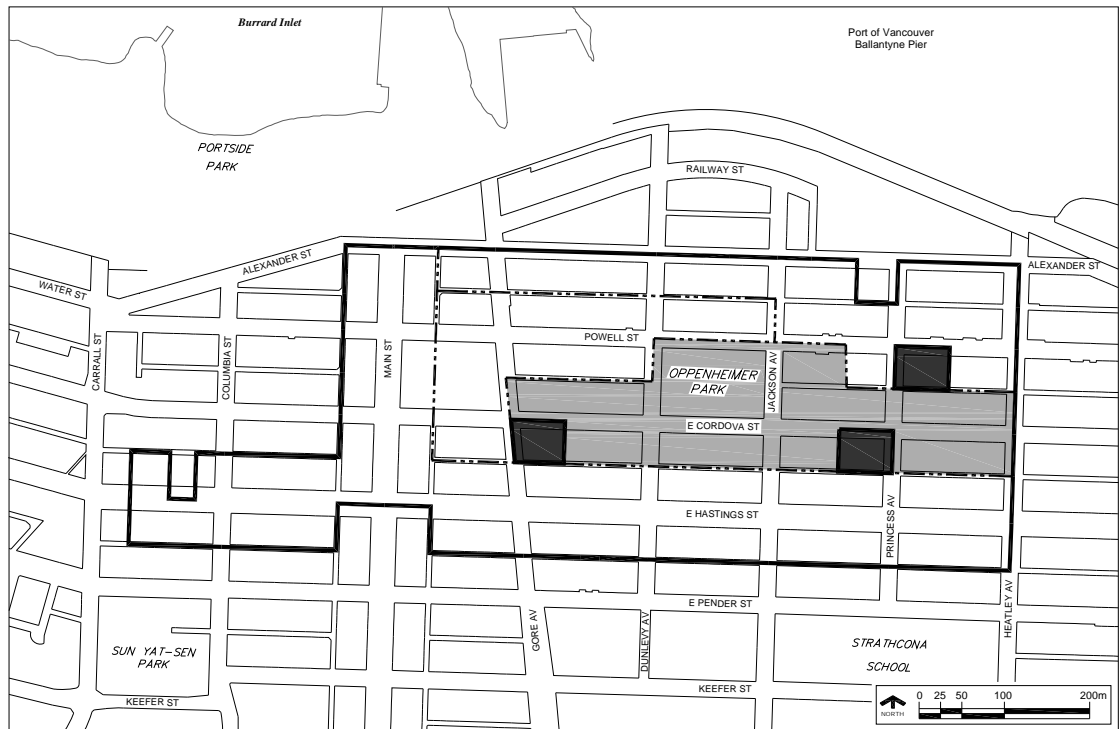 Burrard Inlet
Port of Vancouver
Ballantyne Pier
PORTSIDE
PARK
RAILWAY ST
ALEXANDER ST
ALEXANDER ST
WATER ST
POWELL ST
CARRALL ST
COLUMBIA ST
MAIN ST
JACKSON AV
OPPENHEIMER
PARK
E CORDOVA ST
E HASTINGS ST
PRINCESS AV
E PENDER ST
GORE AV
DUNLEVY AV
HEATLEY AV
SUN YAT-SEN
PARK
STRATHCONA
SCHOOL
KEEFER ST
KEEFER ST
NORTH
0 25 50 100 200m